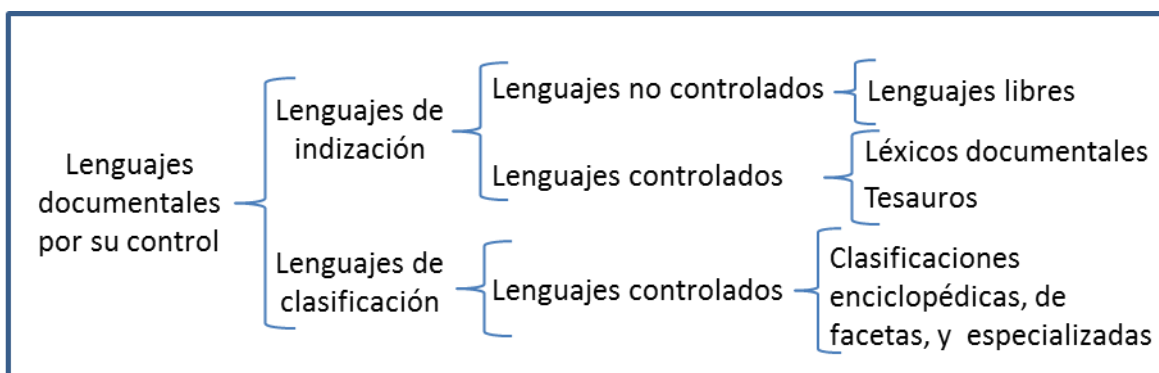 Lenguajes
documentales
por su control
Lenguajes de
indización
Lenguajes no controlados
Lenguajes libres
Lenguajes controlados
Léxicos documentales
Tesauros
Lenguajes de
clasificación
Lenguajes controlados
Clasificaciones
enciclopédicas, de
facetas, y especializadas